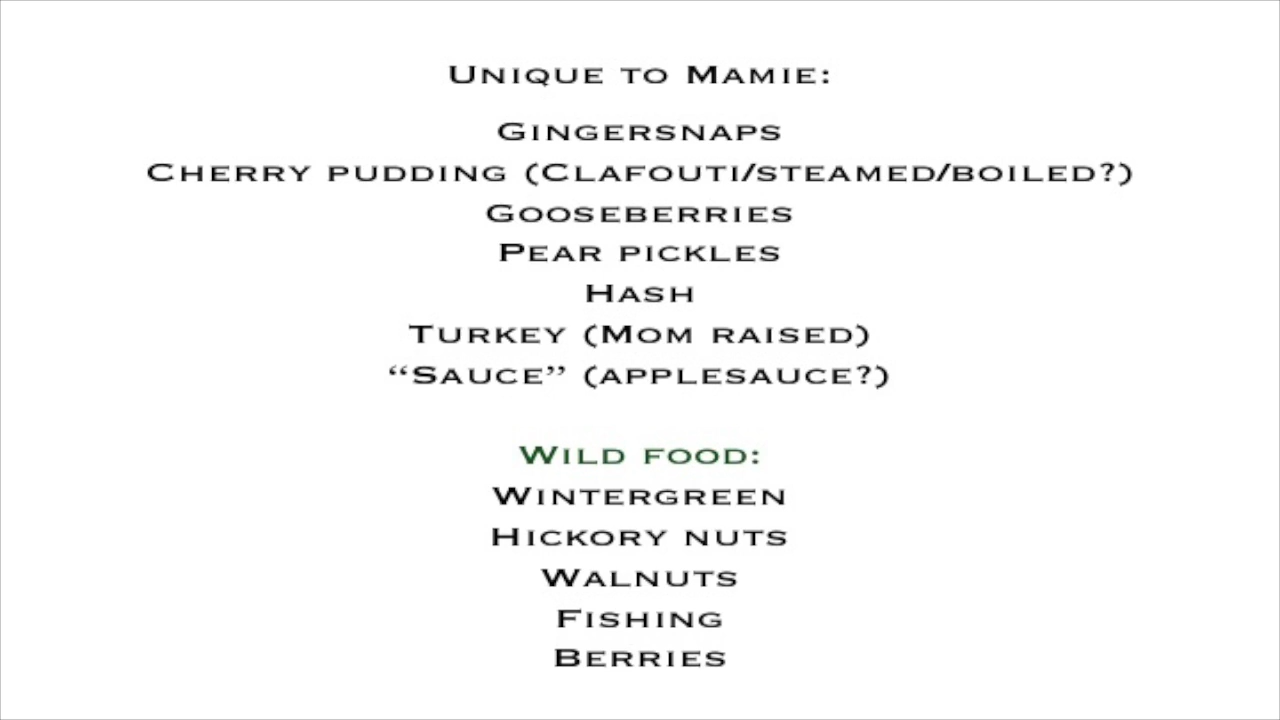 Unique to Mamie:
Gingersnaps
Cherry pudding (Clafouti/steamed/boiled?)
Gooseberries
Pear pickles
Hash
Turkey (Mom raised)
“Sauce” (applesauce?)
Wild food:
Wintergreen
Hickory nuts
Walnuts
Fishing
Berries